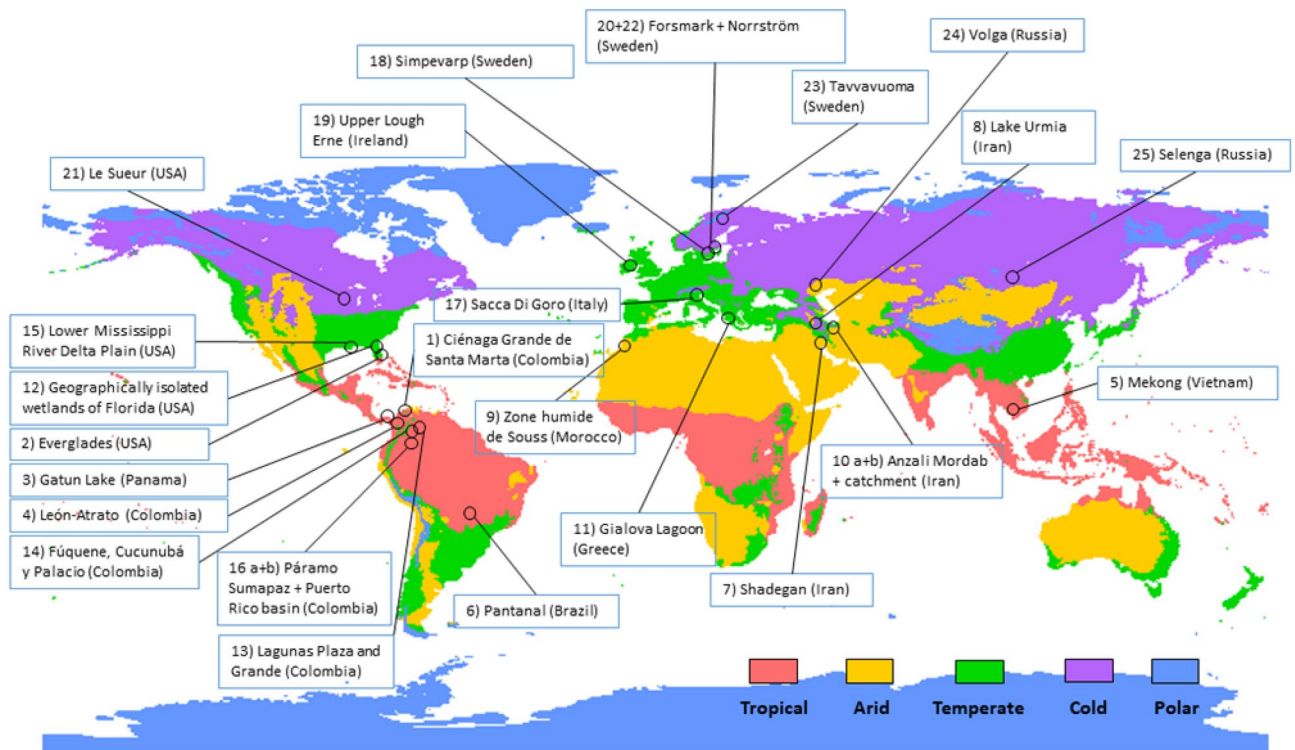 20+22) Forsmark + Norrström
(Sweden)
24) Volga (Russia)
18) Simpevarp (Sweden)
23) Tavvavuoma
(Sweden)
19) Upper Lough
Erne (Ireland)
8) Lake Urmia
(Iran)
21) Le Sueur (USA)
25) Selenga (Russia)
17) Sacca Di Goro (Italy)
15) Lower Mississippi
River Delta Plain (USA)
1) Ciénaga Grande de
Santa Marta (Colombia)
12) Geographically isolated
wetlands of Florida (USA)
5) Mekong (Vietnam)
9) Zone humide
de Souss (Morocco)
2) Everglades (USA)
10 a+b) Anzali Mordab
+ catchment (Iran)
3) Gatun Lake (Panama)
4) León-Atrato (Colombia)
11) Gialova Lagoon
(Greece)
14) Fúquene, Cucunubá
y Palacio (Colombia)
16 a+b) Páramo
Sumapaz + Puerto
Rico basin (Colombia)
7) Shadegan (Iran)
6) Pantanal (Brazil)
13) Lagunas Plaza and
Grande (Colombia)
Tropical Arid Temperate Cold Polar